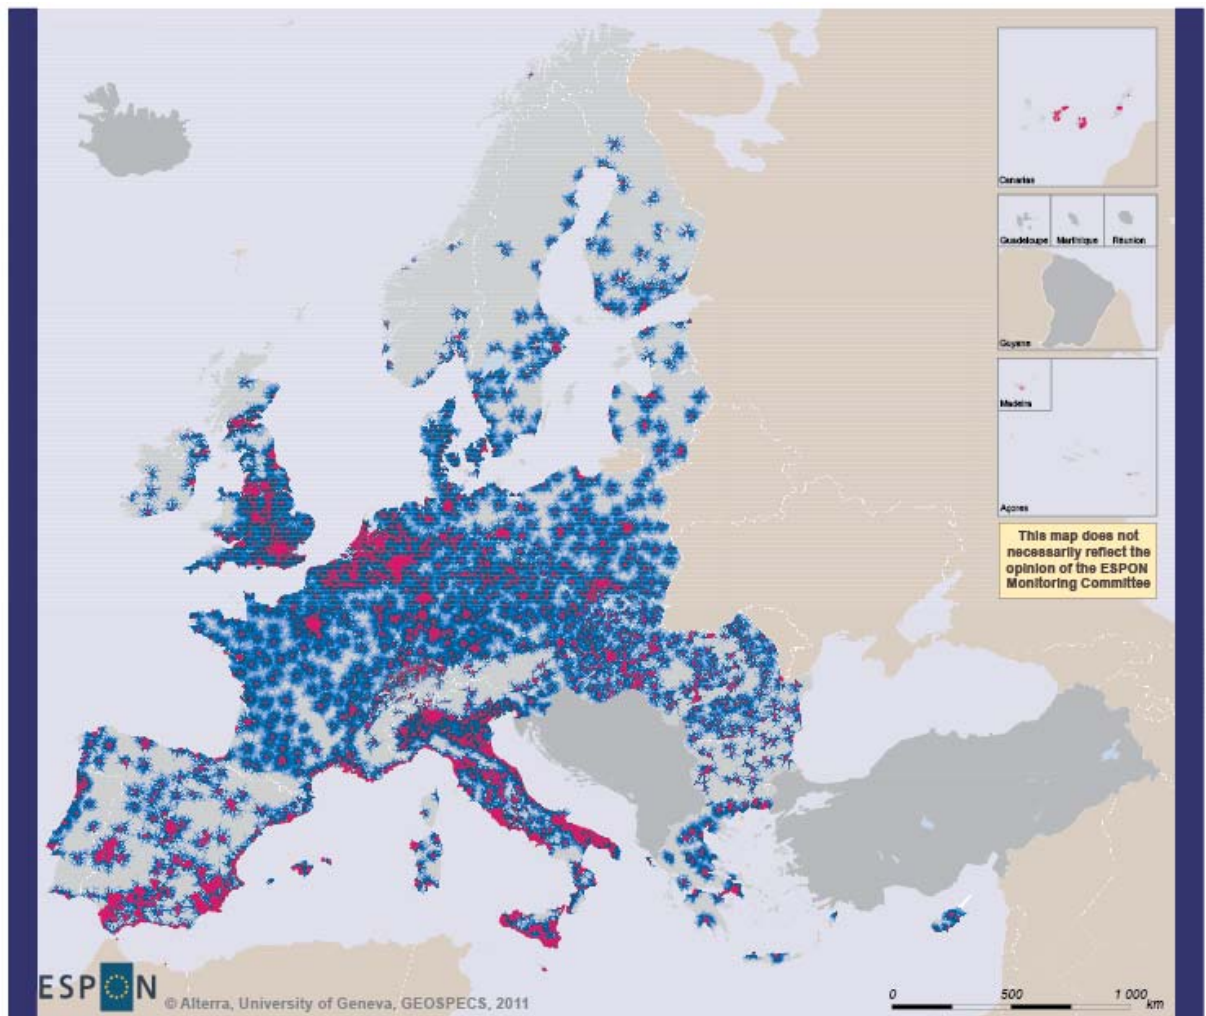 Canarias
Guadeloupe Martinique Réunion
Guyane
Madeira
Açores
This map does not
necessarily reflect the
opinion of the ESPON
Monitoring Committee
ESPON
© Alterra, University of Geneva, GEOSPECS, 2011
0 500 1 000
km